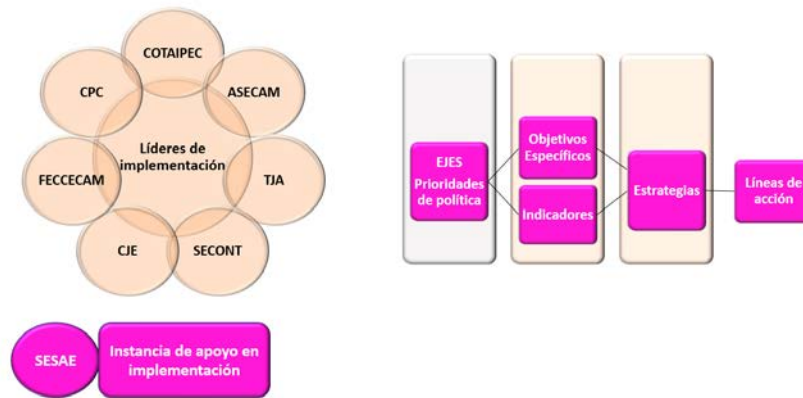 COTAIPEC
CPC
ASECAM
Líderes de
implementación
FECCECAM
TJA
CJE
SECONT
SESAE
Instancia de apoyo en
implementación
EJES
Prioridades
de política
Objetivos
Específicos
Indicadores
Estrategias
Líneas de
acción